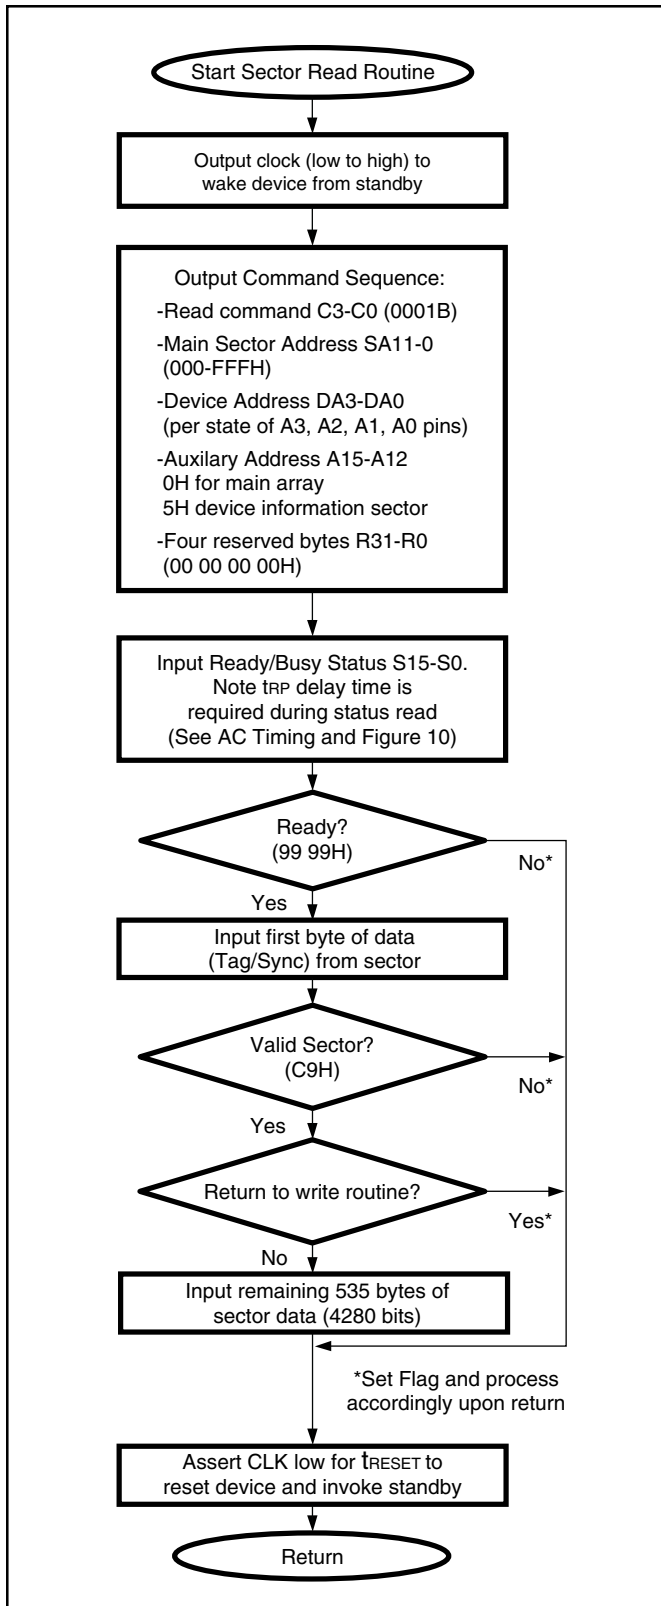 Start Sector Read Routine
Output clock (low to high) to
wake device from standby
Output Command Sequence:
-Read command C3-C0 (0001B)
-Main Sector Address SA11-0
(000-FFFH)
-Device Address DA3-DA0
(per state of A3, A2, A1, A0 pins)
-Auxilary Address A15-A12
0H for main array
5H device information sector
-Four reserved bytes R31-R0
(00 00 00 00H)
Input Ready/Busy Status S15-S0.
Note tRP delay time is
required during status read
(See AC Timing and Figure 10)
Ready?
(99 99H)
No*
Yes
Input first byte of data
(Tag/Sync) from sector
Valid Sector?
(C9H)
No*
Yes
Return to write routine?
Yes*
No
Input remaining 535 bytes of
sector data (4280 bits)
*Set Flag and process
accordingly upon return
Assert CLK low for tRESET to
reset device and invoke standby
Return